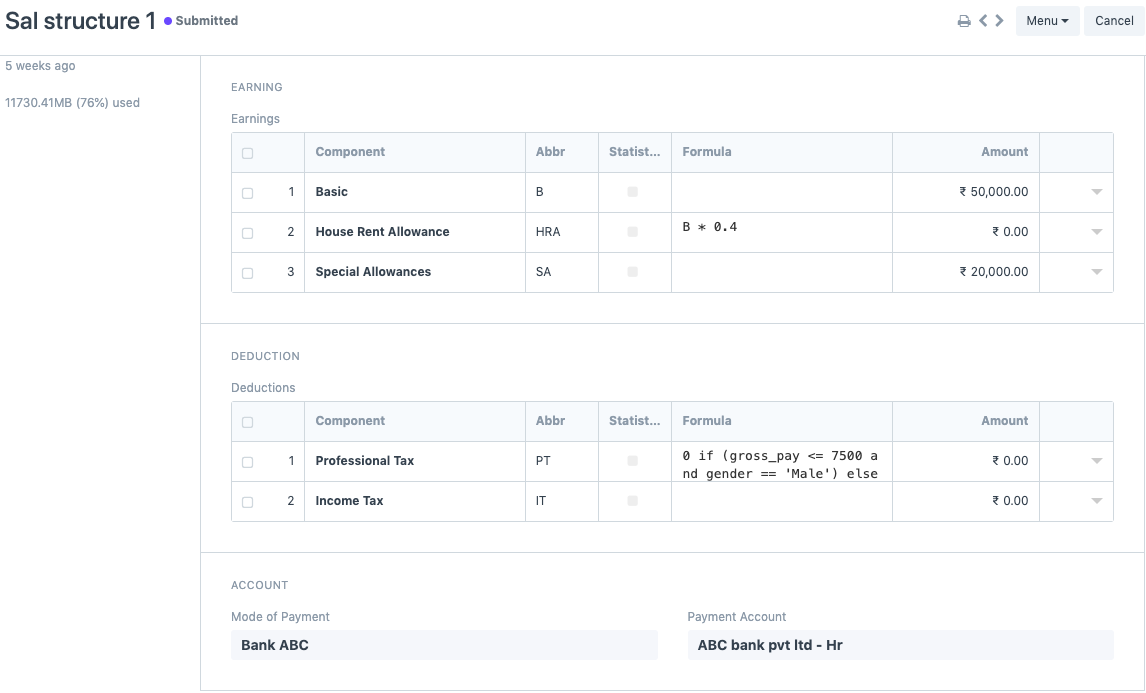 Sal structure 1 Submitted Menu Cancel
5 weeks ago
11730.41MB (76%) used
EARNING
Earnings
Component Abbr Statist... Formula Amount
1 Basic B ₹ 50,000.00
2 House Rent Allowance HRA B * 0.4 ₹ 0.00
3 Special Allowances SA ₹ 20,000.00
DEDUCTION
Deductions
Component Abbr Statist... Formula Amount
1 Professional Tax PT 0 if (gross_pay <= 7500 a ₹ 0.00
nd gender == 'Male') else
2 Income Tax IT ₹ 0.00
ACCOUNT
Mode of Payment Payment Account
Bank ABC ABC bank pvt ltd - Hr